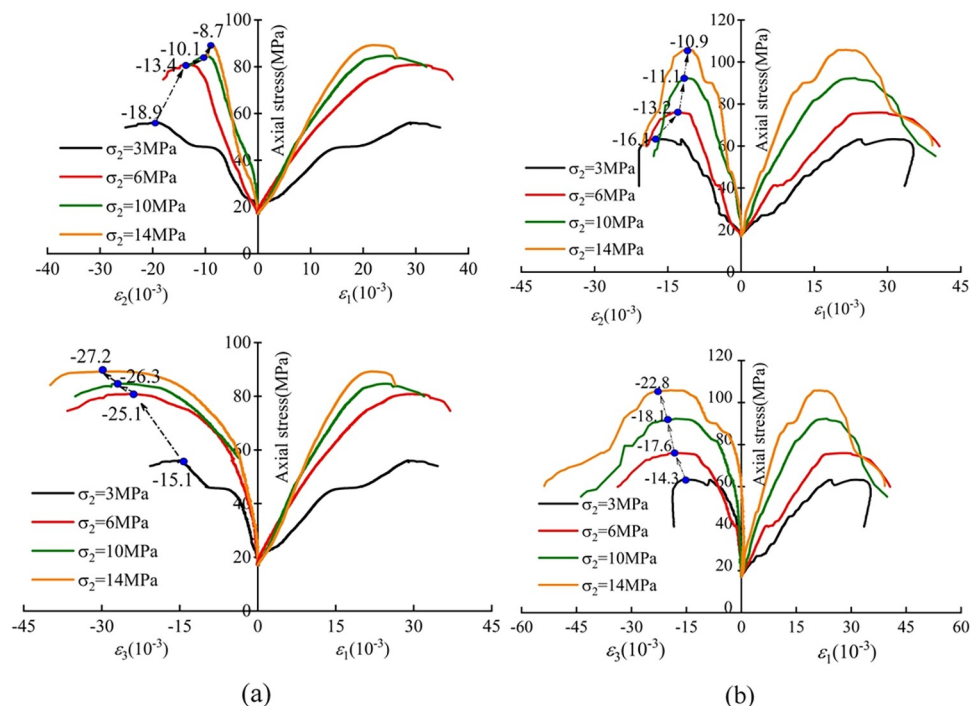 100
80
60
40
20
0
Axial stress(MPa)
-8.7
-10.1
-13.4
-18.9
σ2=3MPa
σ2=6MPa
σ2=10MPa
σ2=14MPa
-40 -30 -20 -10 0 10 20 30 40
ε2(10-3) ε1(10-3)
120
100
80
60
40
20
0
Axial stress(MPa)
-10.9
-11.1
-13.2
-16.1
σ2=3MPa
σ2=6MPa
σ2=10MPa
σ2=14MPa
-45 -30 -15 0 15 30 45
ε2(10-3) ε1(10-3)
100
80
60
40
20
0
Axial stress(MPa)
-27.2
-26.3
-25.1
-15.1
σ2=3MPa
σ2=6MPa
σ2=10MPa
σ2=14MPa
-45 -30 -15 0 15 30 45
ε3(10-3) ε1(10-3)
120
100
80
60
40
20
0
Axial stress(MPa)
-22.8
-18.1
-17.6
-14.3
σ2=3MPa
σ2=6MPa
σ2=10MPa
σ2=14MPa
-60 -45 -30 -15 0 15 30 45 60
ε3(10-3) ε1(10-3)
(a) (b)